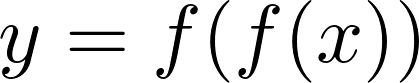 y = f(f(x))